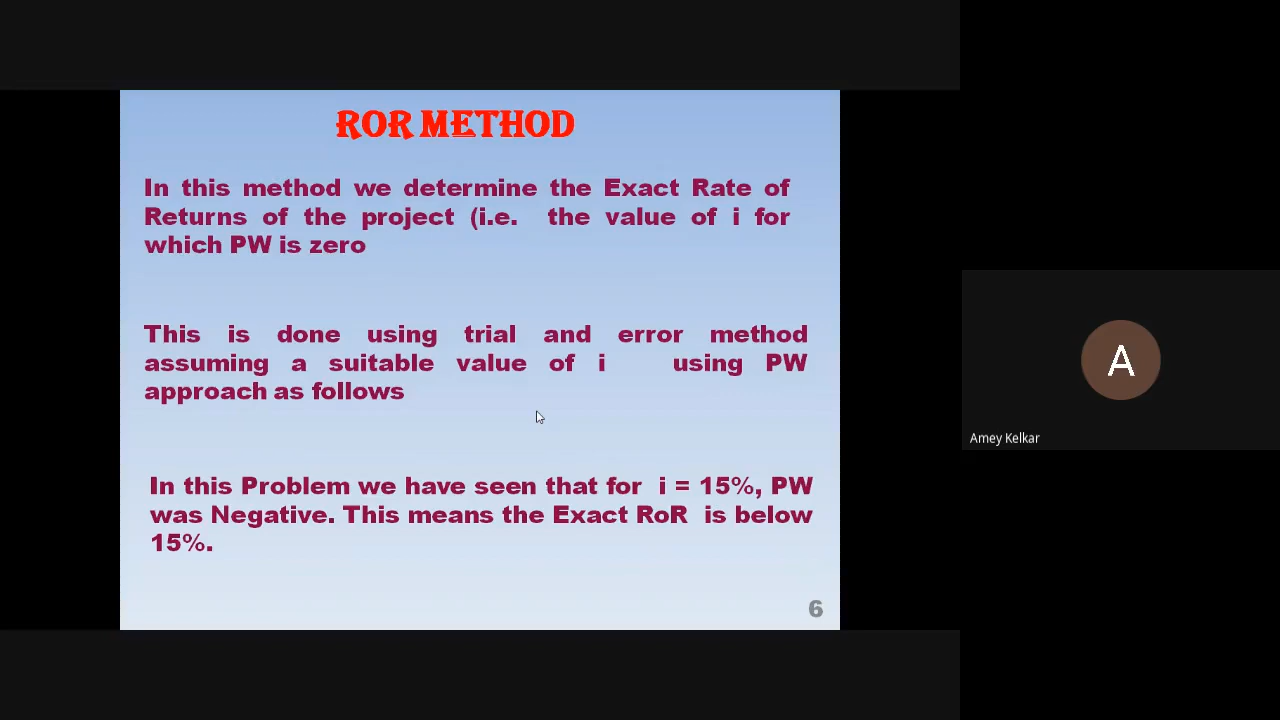 ROR METHOD
In this method we determine the Exact Rate of
Returns of the project (i.e. the value of i for
which PW is zero
This is done using trial and error method
assuming a suitable value of i using PW
approach as follows
In this Problem we have seen that for i = 15%, PW
was Negative. This means the Exact RoR is below
15%.
6
A
Amey Kelkar